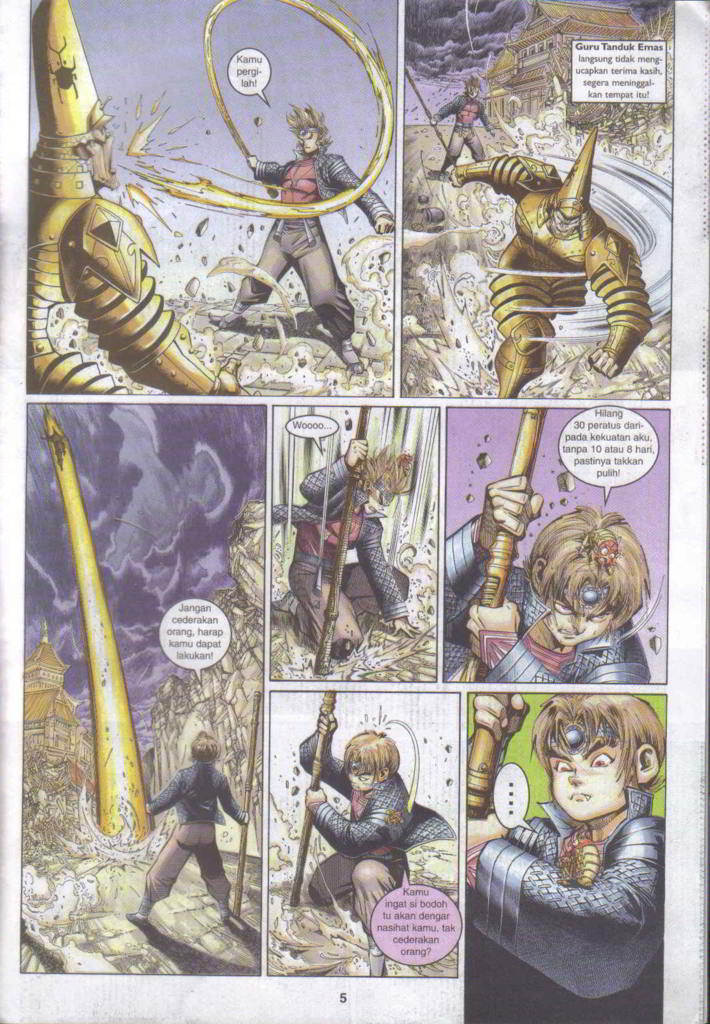 Kamu
pergi-
lah!
Guru Tanduk Emas
langsung tidak meng-
ucapkan terima kasih,
segera meninggal-
kan tempat itu!
Jangan
cederakan
orang, harap
kamu dapat
lakukan!
Woooo...
Hilang
30 peratus dari-
pada kekuatan aku,
tanpa 10 atau 8 hari,
pastinya takkan
pulih!
Kamu
ingat si bodoh
tu akan dengar
nasihat kamu, tak
cederakan
orang?
....
5